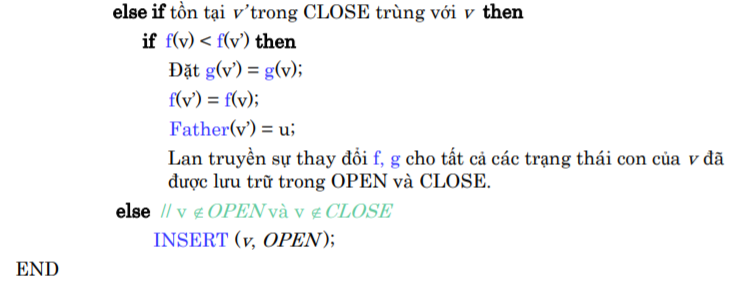 else if tồn tại v’ trong CLOSE trùng với v then
if f(v) < f(v’) then
Đặt g(v’) = g(v);
f(v’) = f(v);
Father(v’) = u;
Lan truyền sự thay đổi f, g cho tất cả các trạng thái con của v đã
được lưu trữ trong OPEN và CLOSE.
else // v ∉ OPEN và v ∉ CLOSE
INSERT (v, OPEN);
END